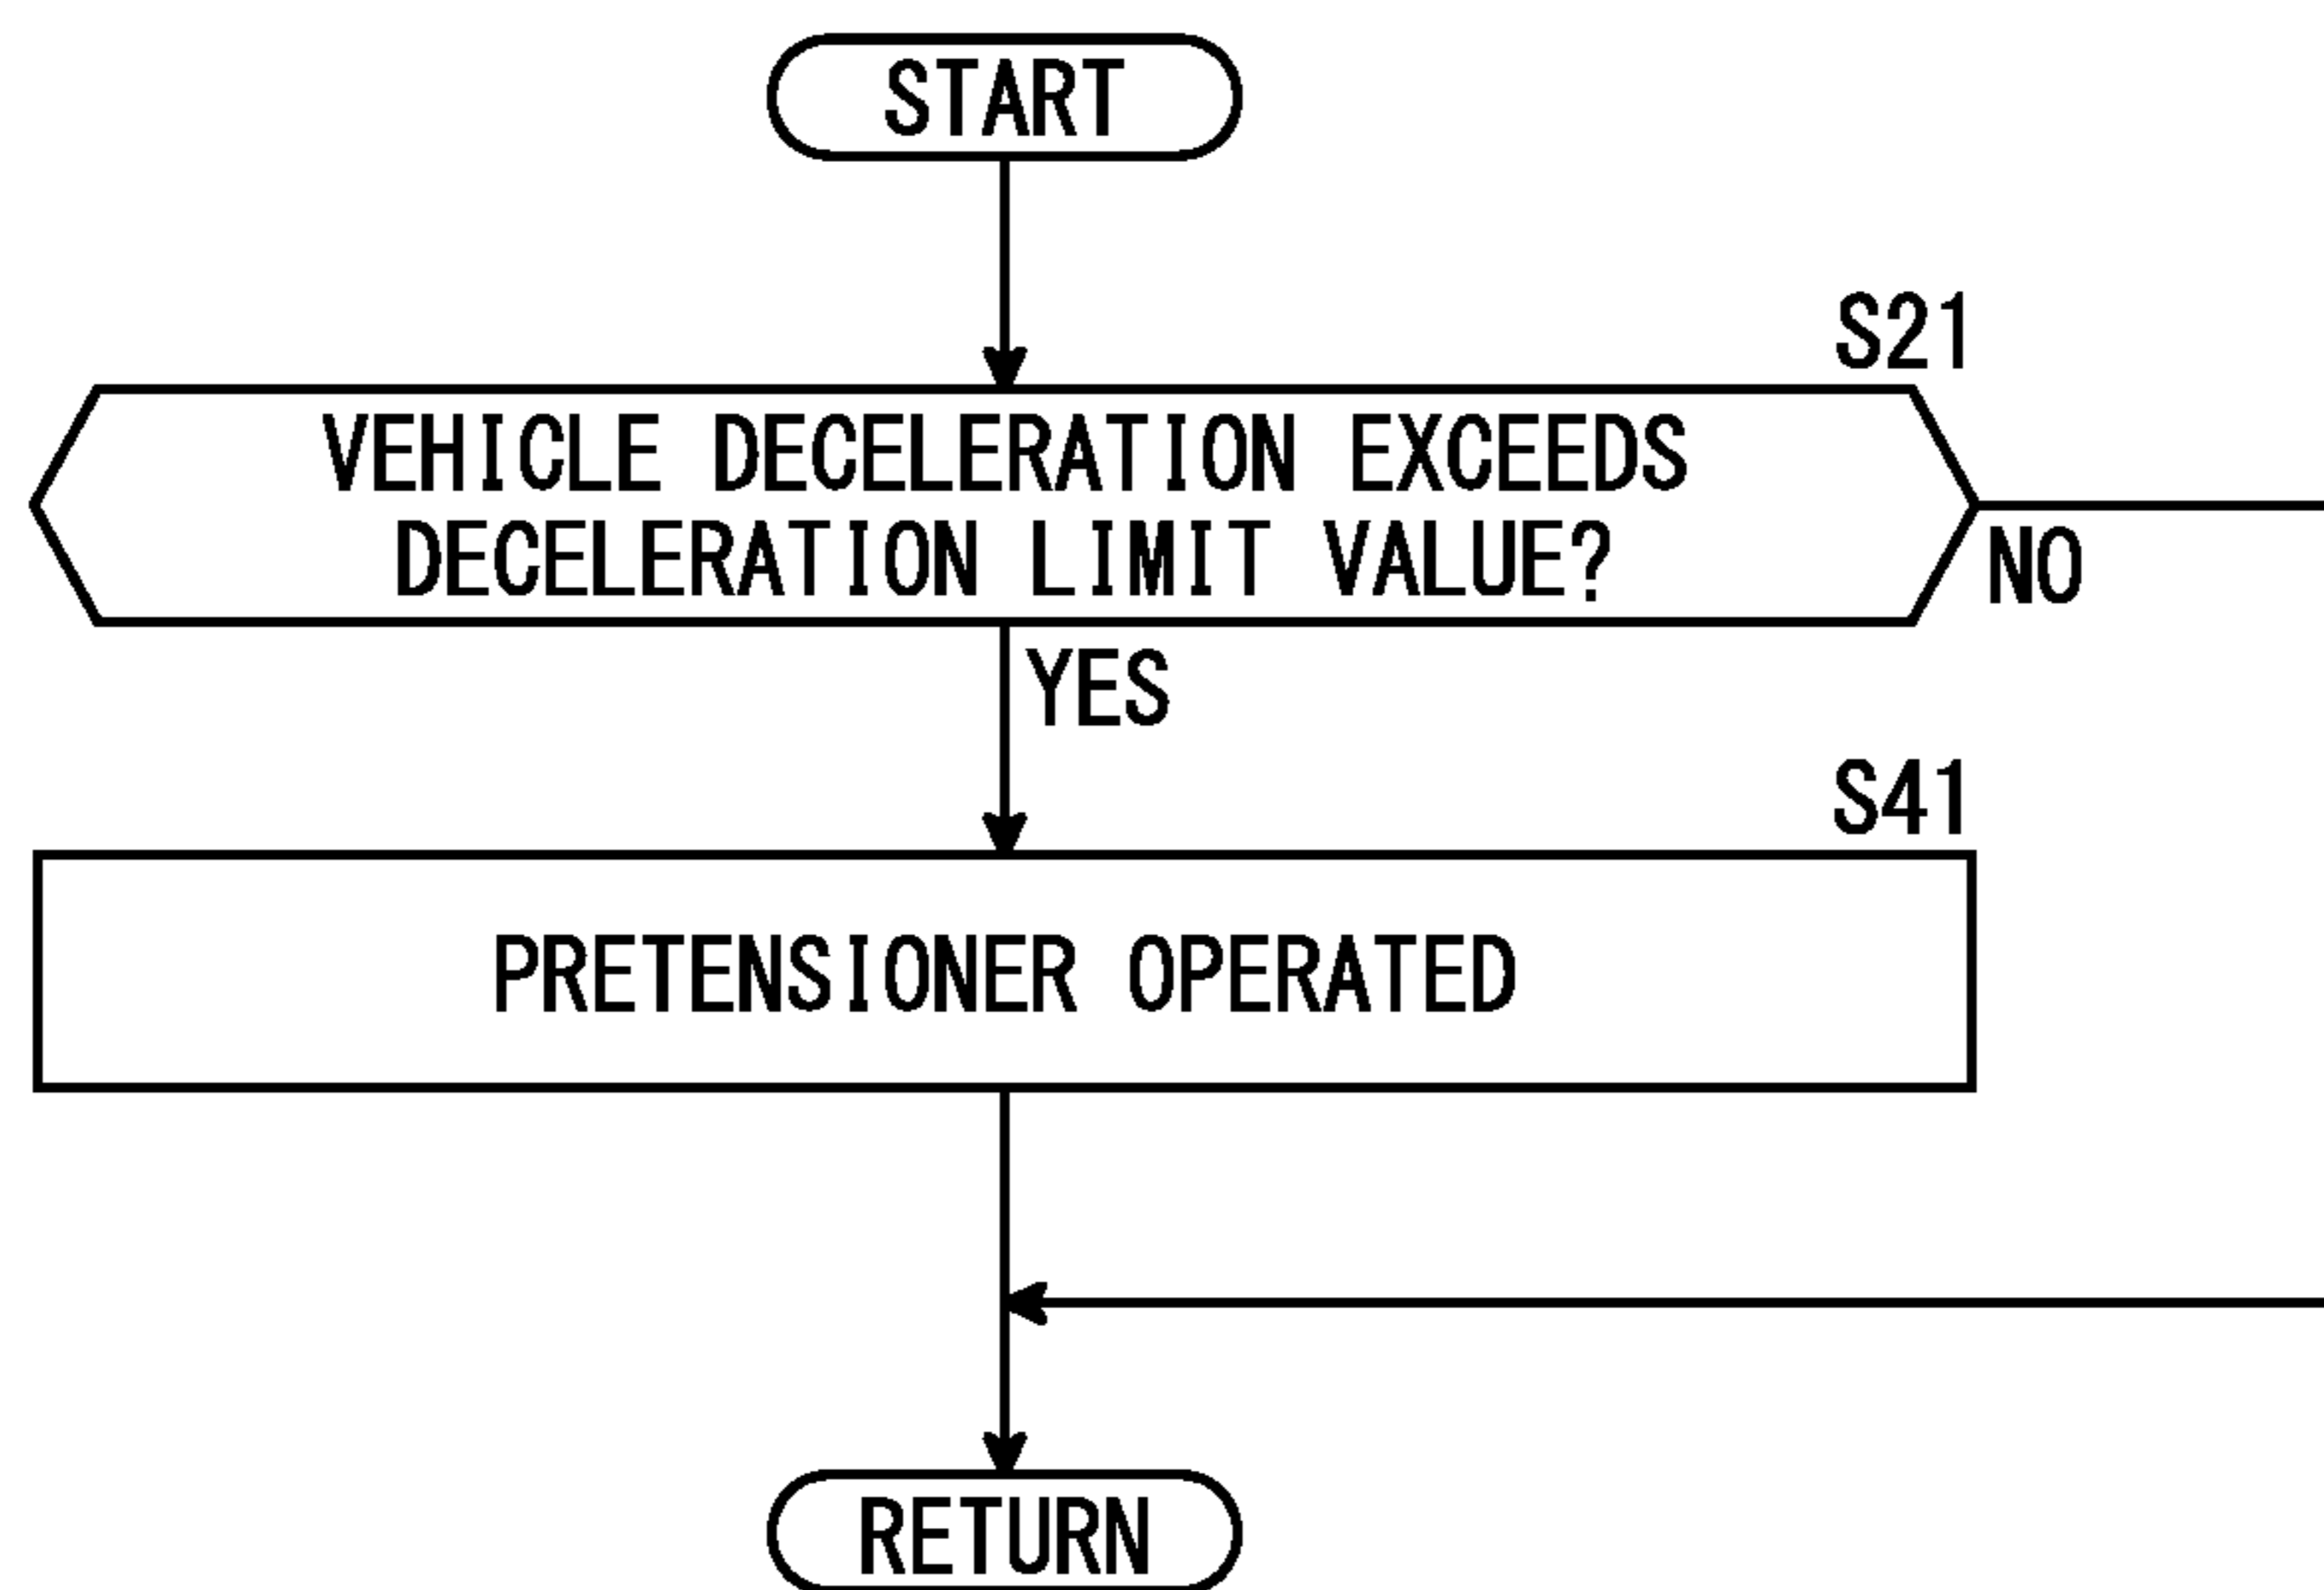 START
S21
VEHICLE DECELERATION EXCEEDS
DECELERATION LIMIT VALUE?
NO
YES
S41
PRETENSIONER OPERATED
RETURN